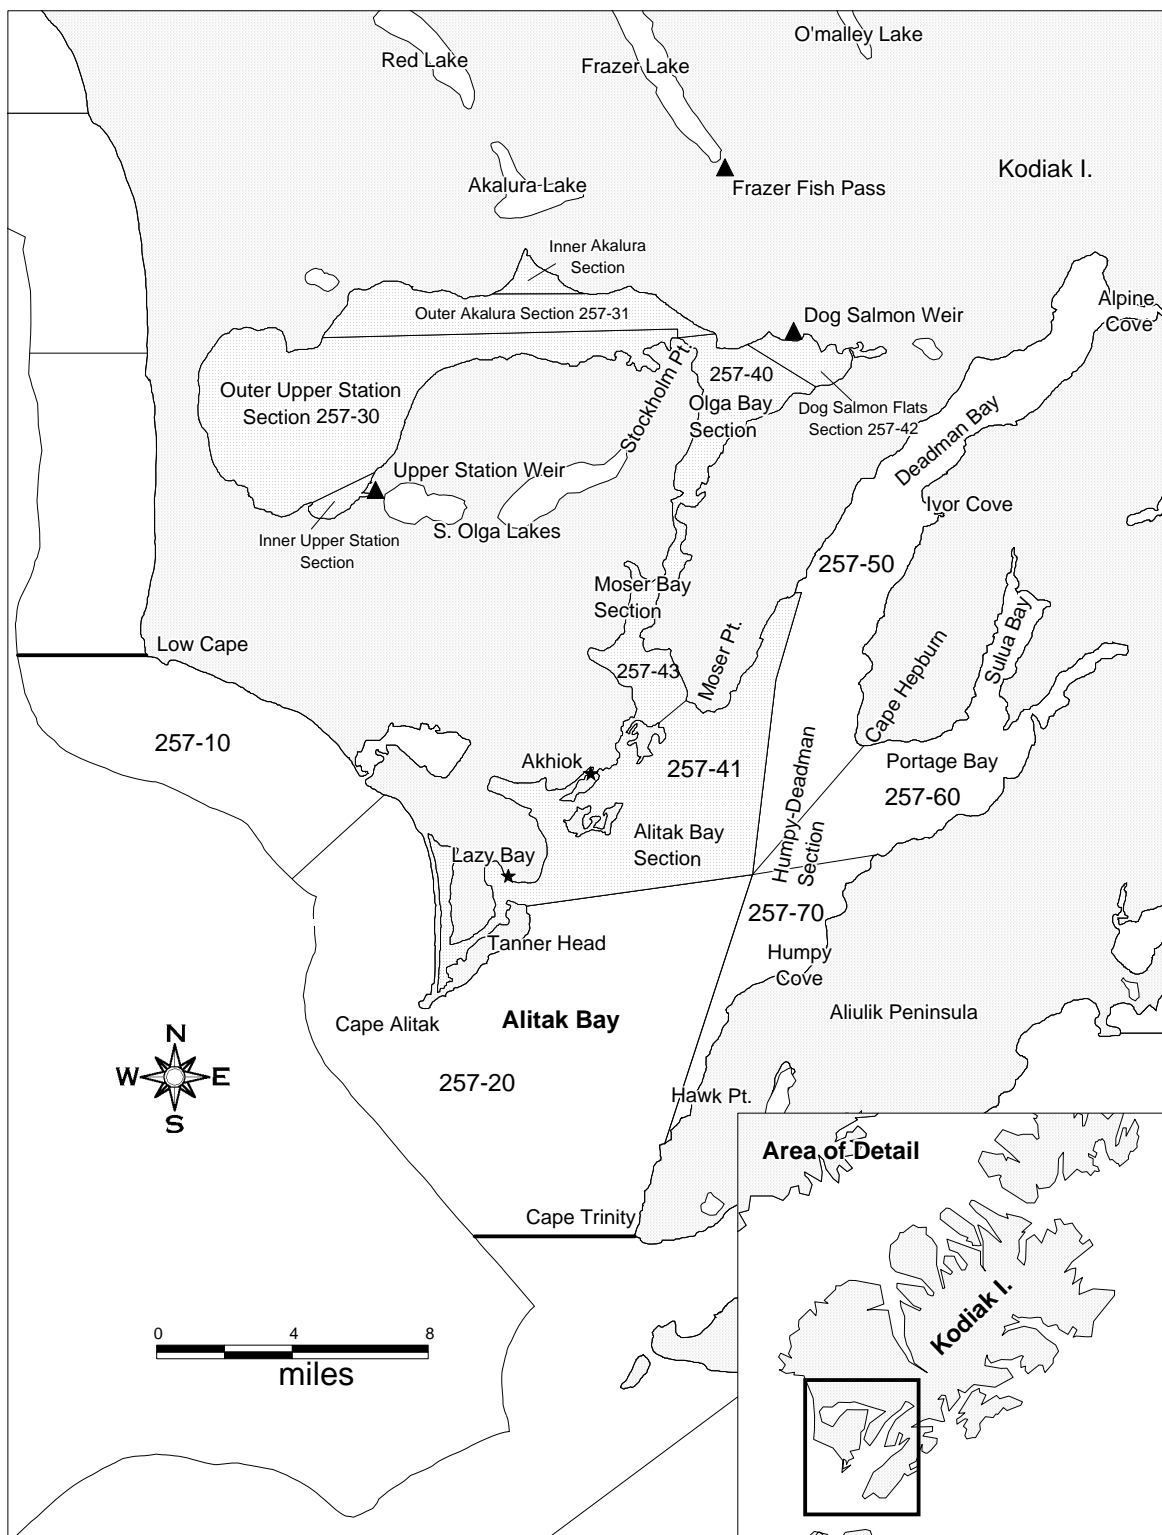 O'malley Lake
Red Lake
Frazer Lake
Kodiak I.
Akalura Lake
Frazer Fish Pass
Inner Akalura
Section
Alpine
Cove
Outer Akalura Section 257-31
Dog Salmon Weir
Stockholm Pt.
257-40
Olga Bay
Section
Outer Upper Station
Section 257-30
Dog Salmon Flats
Section 257-42
Deadman Bay
Upper Station Weir
Ivor Cove
S. Olga Lakes
Inner Upper Station
Section
257-50
Moser Bay
Section
Sulua Bay
Low Cape
257-43
Moser Pt.
Cape Hepburn
257-10
Akhiok
257-41
Portage Bay
257-60
Humpy-Deadman
Section
Alitak Bay
Section
Lazy Bay
257-70
Tanner Head
Humpy
Cove
Cape Alitak
Alitak Bay
Aliulik Peninsula
N
W E
S
257-20
Hawk Pt.
Area of Detail
Cape Trinity
Kodiak I.
0 4 8
miles